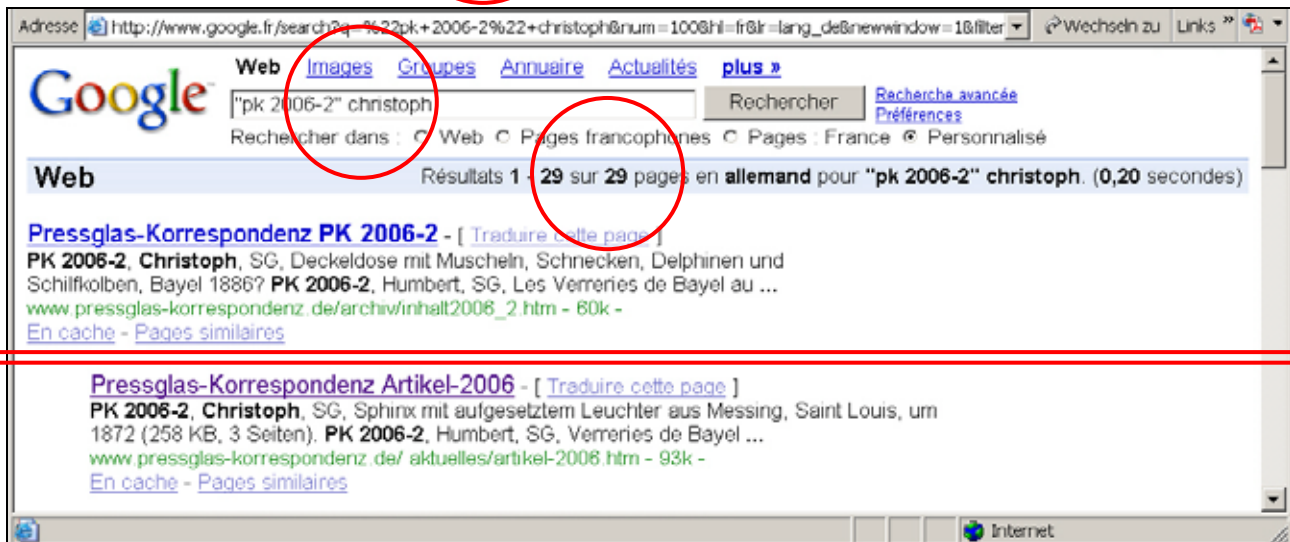 Adresse http://www.google.fr/search?q=%22pk+2006-2%22+christoph&num=100&hl=fr&lr=lang_de&newwindow=1&filter Wechseln zu Links »
Google Web Images Groupes Annuaire Actualités plus »
"pk 2006-2" christoph Rechercher Recherche avancée
Préférences
Rechercher dans : Web Pages francophones Pages : France Personnalisé
Web Résultats 1 - 29 sur 29 pages en allemand pour "pk 2006-2" christoph. (0,20 secondes)
Pressglas-Korrespondenz PK 2006-2 - [ Traduire cette page ]
PK 2006-2, Christoph, SG, Deckeldose mit Muscheln, Schnecken, Delphinen und
Schilfkolben, Bayel 1886? PK 2006-2, Humbert, SG, Les Verreries de Bayel au ...
www.pressglas-korrespondenz.de/archiv/inhalt2006_2.htm - 60k -
En cache - Pages similaires
Pressglas-Korrespondenz Artikel-2006 - [ Traduire cette page ]
PK 2006-2, Christoph, SG, Sphinx mit aufgesetztem Leuchter aus Messing, Saint Louis, um
1872 (258 KB, 3 Seiten). PK 2006-2, Humbert, SG, Verreries de Bayel ...
www.pressglas-korrespondenz.de/ aktuelles/artikel-2006.htm - 93k -
En cache - Pages similaires
Internet